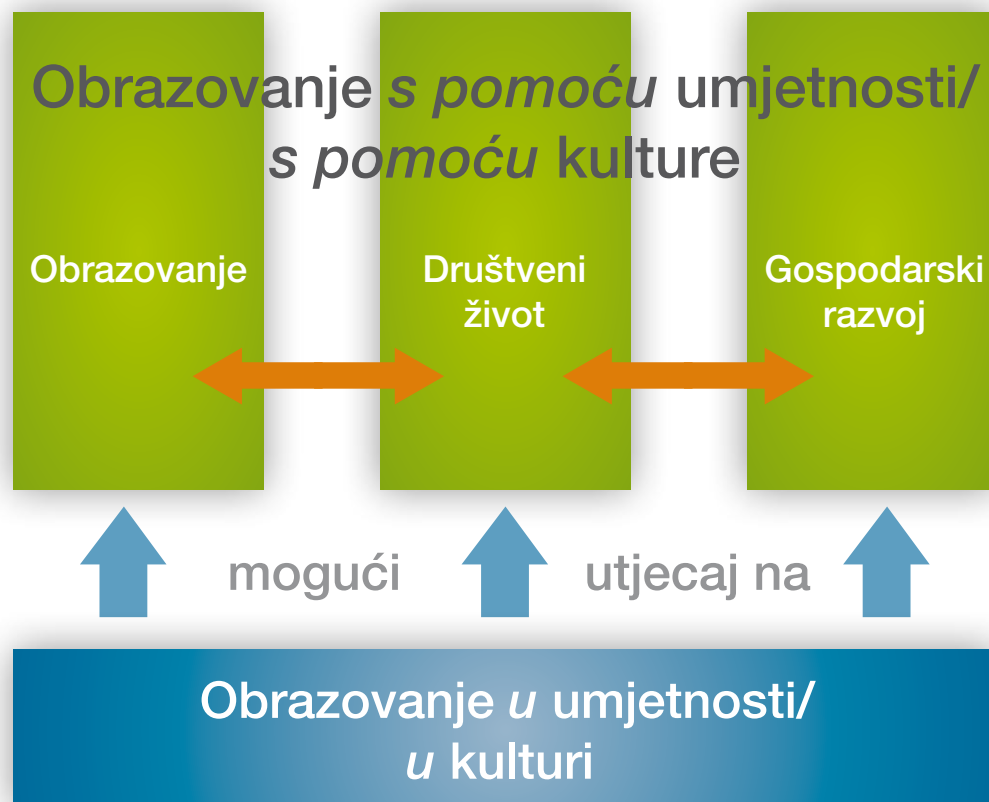 Obrazovanje s pomoću umjetnosti/
s pomoću kulture
Obrazovanje
Društveni
život
Gospodarski
razvoj
mogući
utjecaj na
Obrazovanje u umjetnosti/
u kulturi